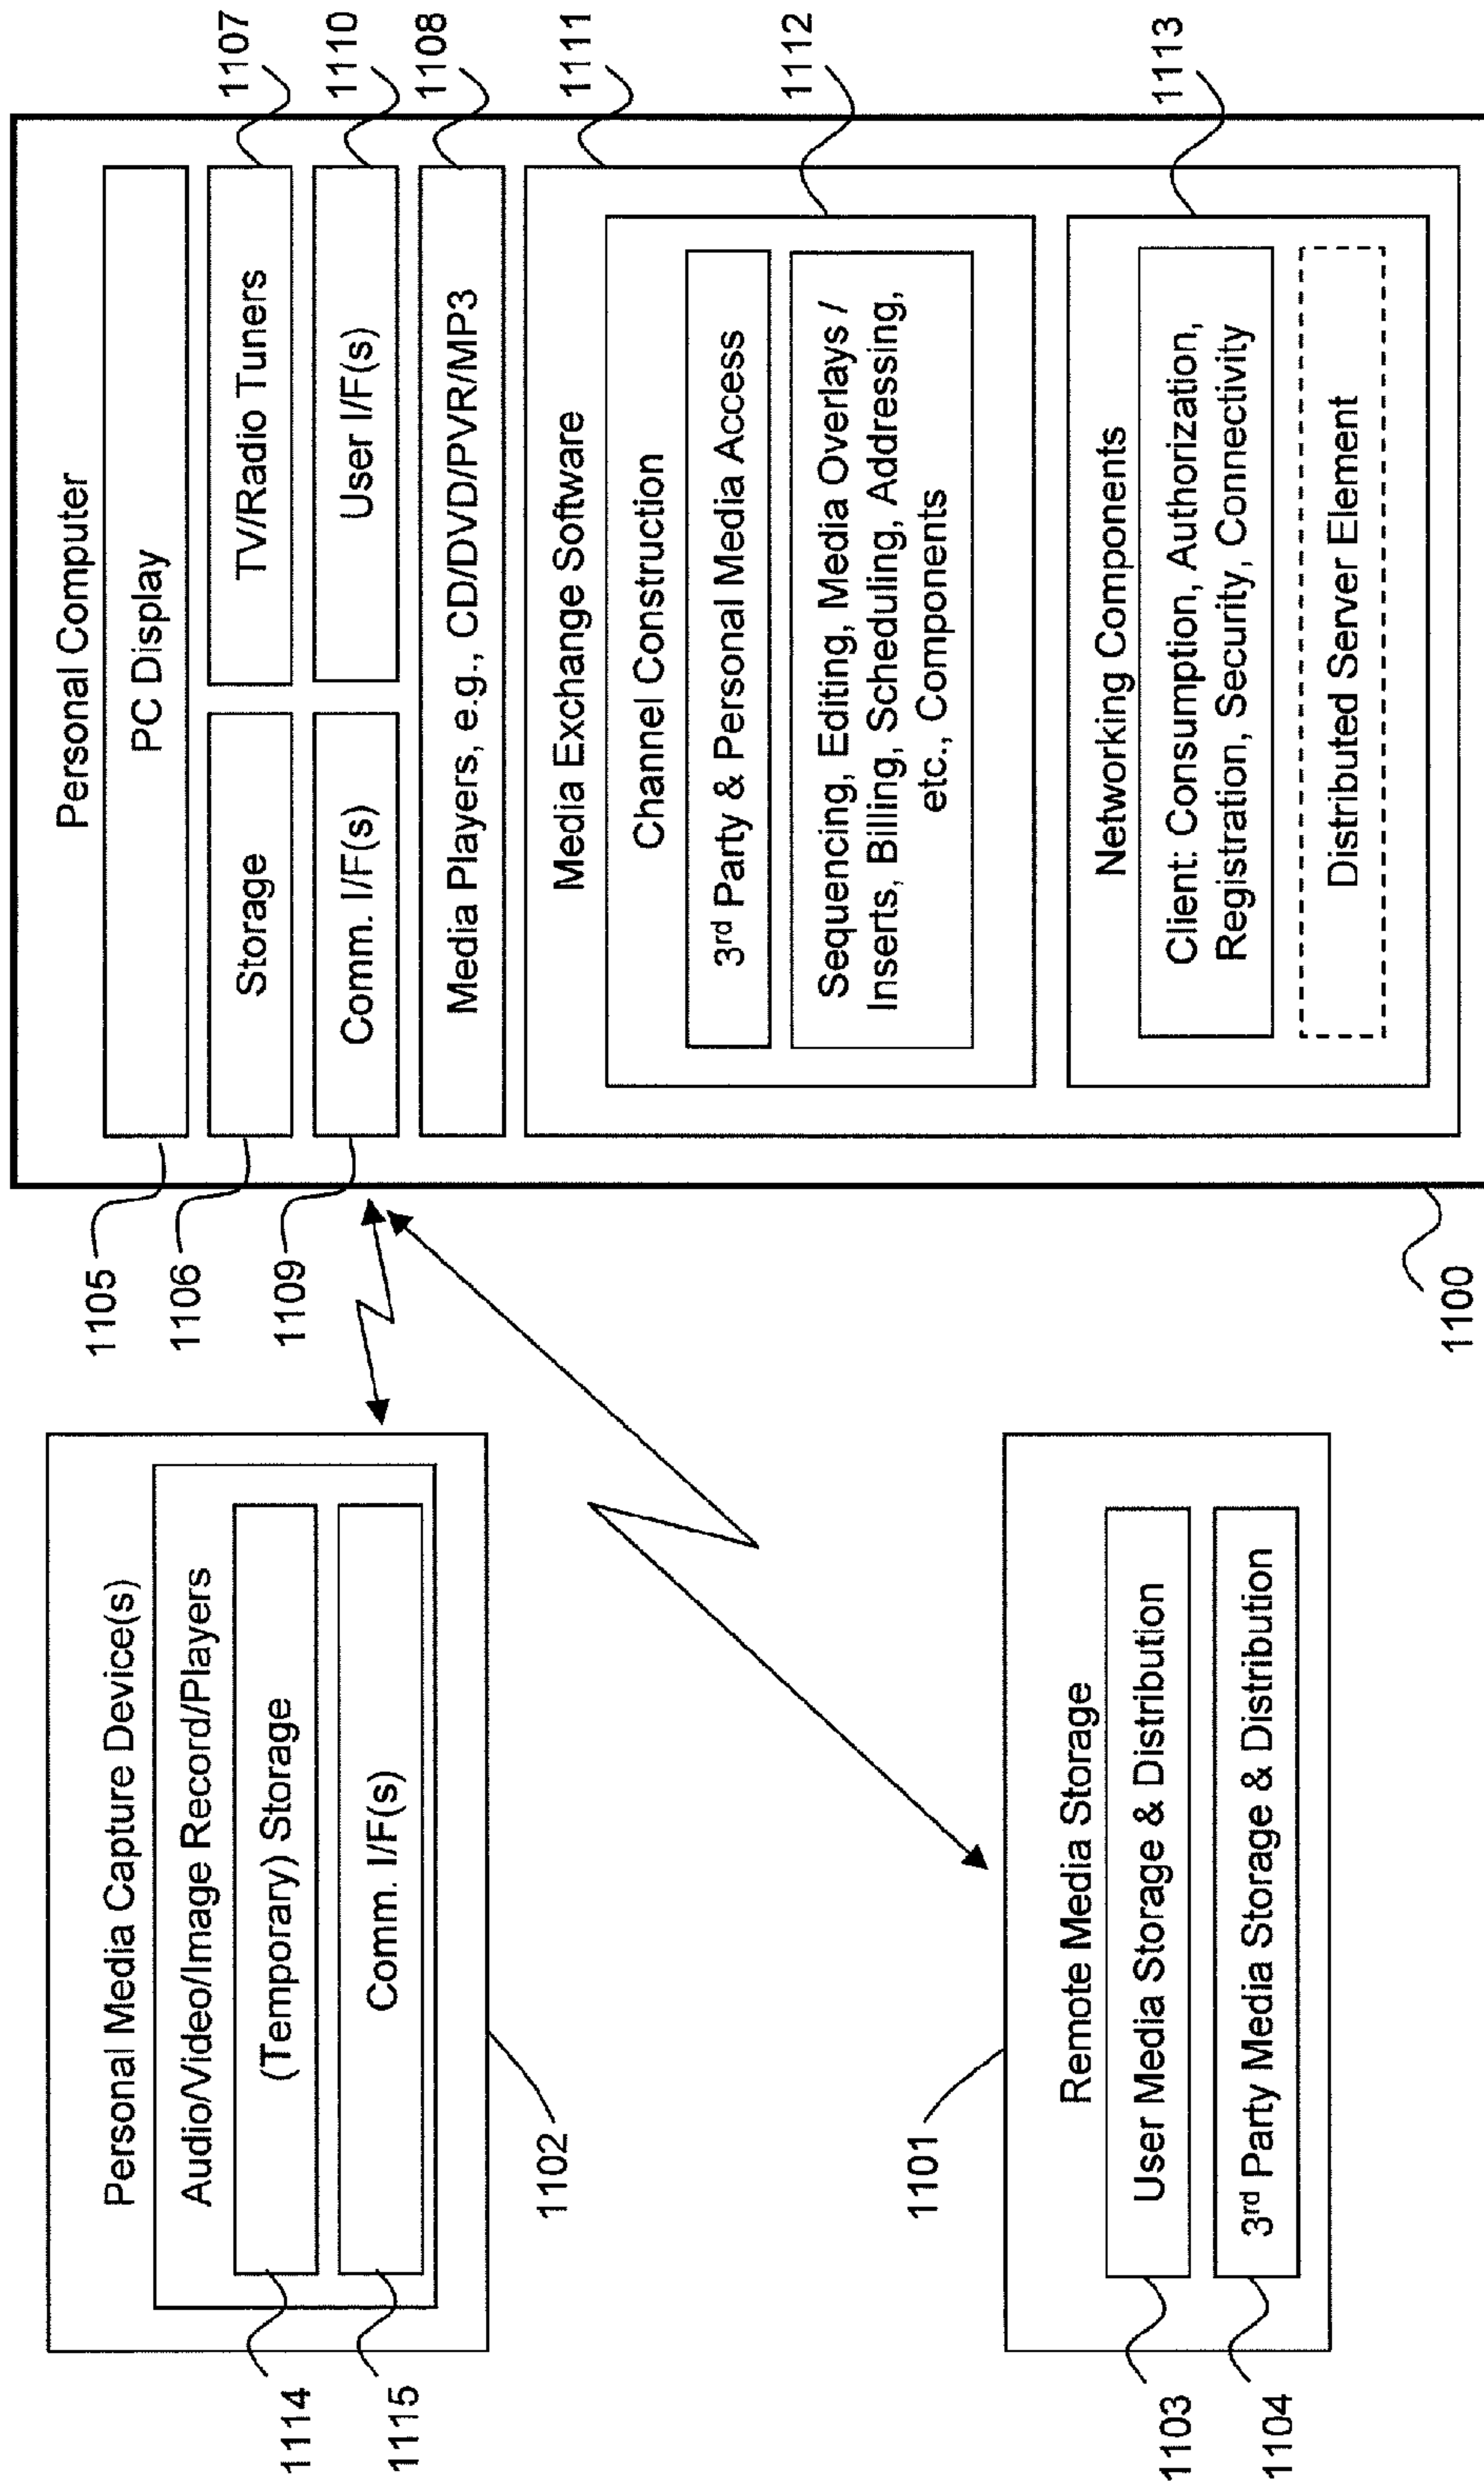 Personal Media Capture Device(s)
Audio/Video/Image Record/Players
(Temporary) Storage
Comm. I/F(s)
1114
1115
1102
1101
Remote Media Storage
User Media Storage & Distribution
3rd Party Media Storage & Distribution
1103
1104
1105
1106
1109
Personal Computer
PC Display
Storage
TV/Radio Tuners
Comm. I/F(s)
User I/F(s)
Media Players, e.g., CD/DVD/PVR/MP3
Media Exchange Software
Channel Construction
3rd Party & Personal Media Access
Sequencing, Editing, Media Overlays /
Inserts, Billing, Scheduling, Addressing,
etc., Components
Networking Components
Client: Consumption, Authorization,
Registration, Security, Connectivity
Distributed Server Element
1100
1107
1110
1108
1111
1112
1113